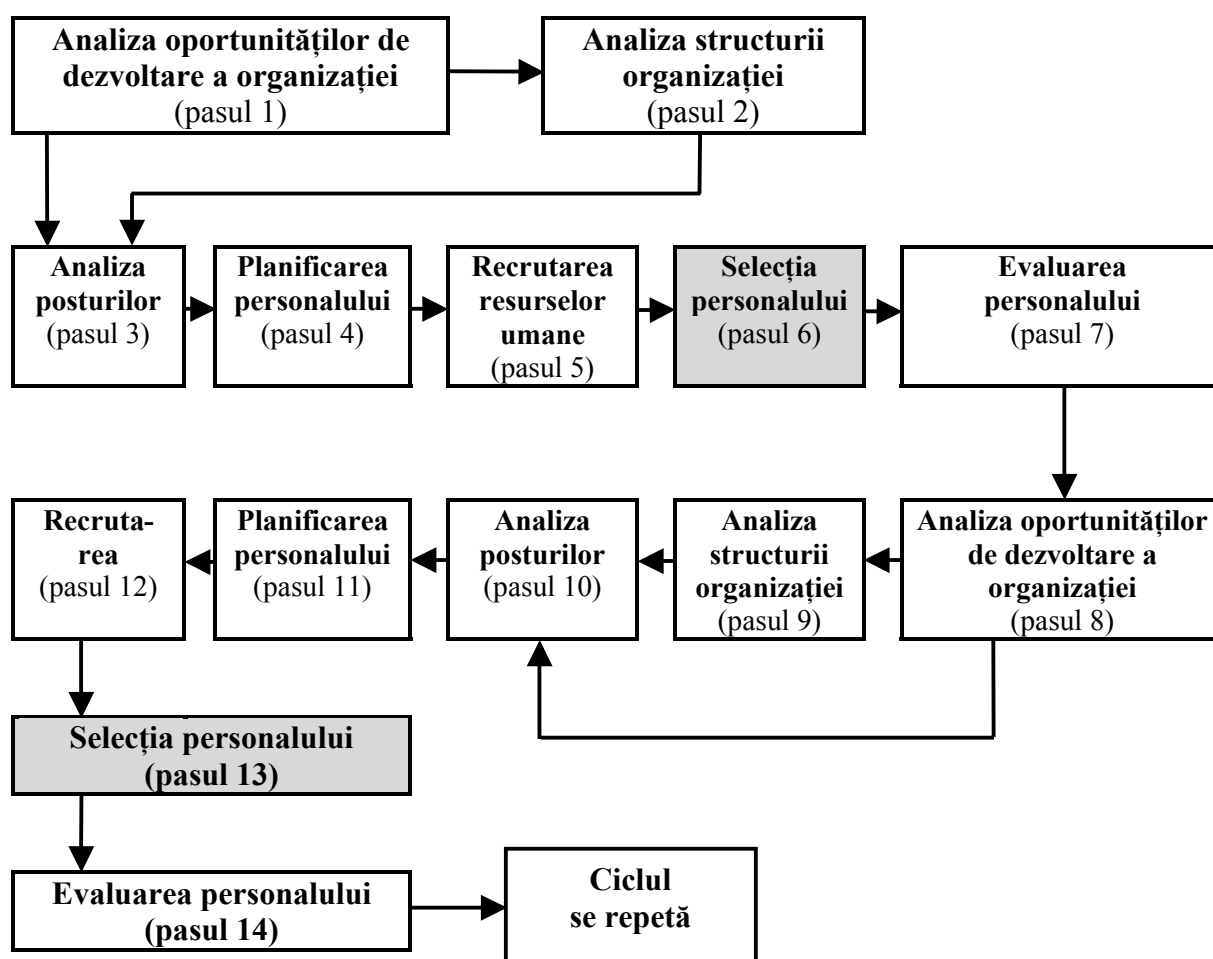 Analiza oportunităților de
dezvoltare a organizației
(pasul 1)
Analiza structurii
organizației
(pasul 2)
Analiza
posturilor
(pasul 3)
Planificarea
personalului
(pasul 4)
Recrutarea
resurselor
umane
(pasul 5)
Selecția
personalului
(pasul 6)
Evaluarea
personalului
(pasul 7)
Recruta-
rea
(pasul 12)
Planificarea
personalului
(pasul 11)
Analiza
posturilor
(pasul 10)
Analiza
structurii
organizației
(pasul 9)
Analiza oportunităților
de dezvoltare a
organizației
(pasul 8)
Selecția personalului
(pasul 13)
Evaluarea personalului
(pasul 14)
Ciclul
se repetă